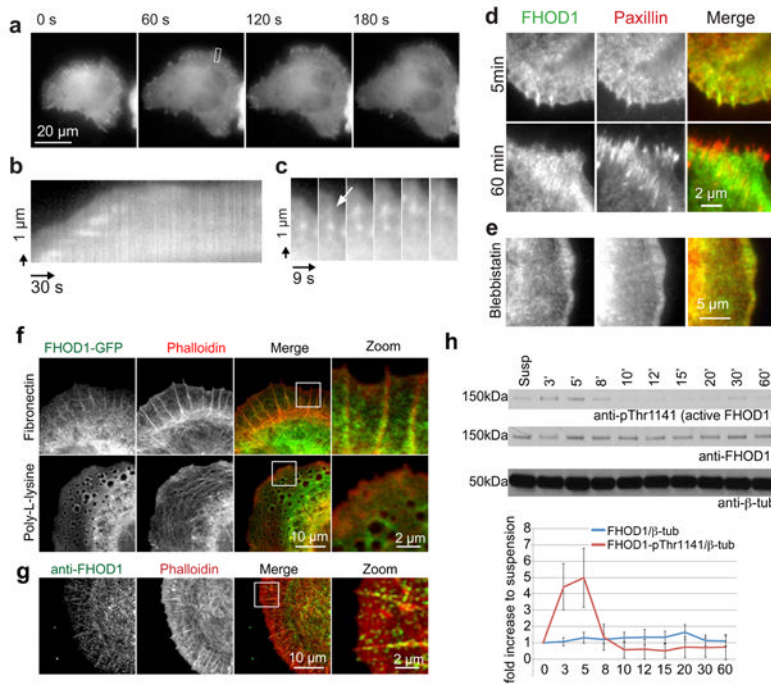 0 s 60 s 120 s 180 s
a
20 µm
b
1 µm
30 s
c
1 µm
9 s
d
FHOD1 Paxillin Merge
5min
60 min
2 µm
e
Blebbistatin
5 µm
f
FHOD1-GFP Phalloidin Merge Zoom
Fibronectin
Poly-L-lysine
10 µm 2 µm
g
anti-FHOD1 Phalloidin Merge Zoom
10 µm 2 µm
h
Susp 3' 5' 8' 10' 12' 15' 20' 30' 60'
150kDa
anti-pThr1141 (active FHOD1
150kDa
anti-FHOD1
50kDa
anti-β-tub
FHOD1/β-tub
FHOD1-pThr1141/β-tub
fold increase to suspension
8
7
6
5
4
3
2
1
0
0 3 5 8 10 12 15 20 30 60